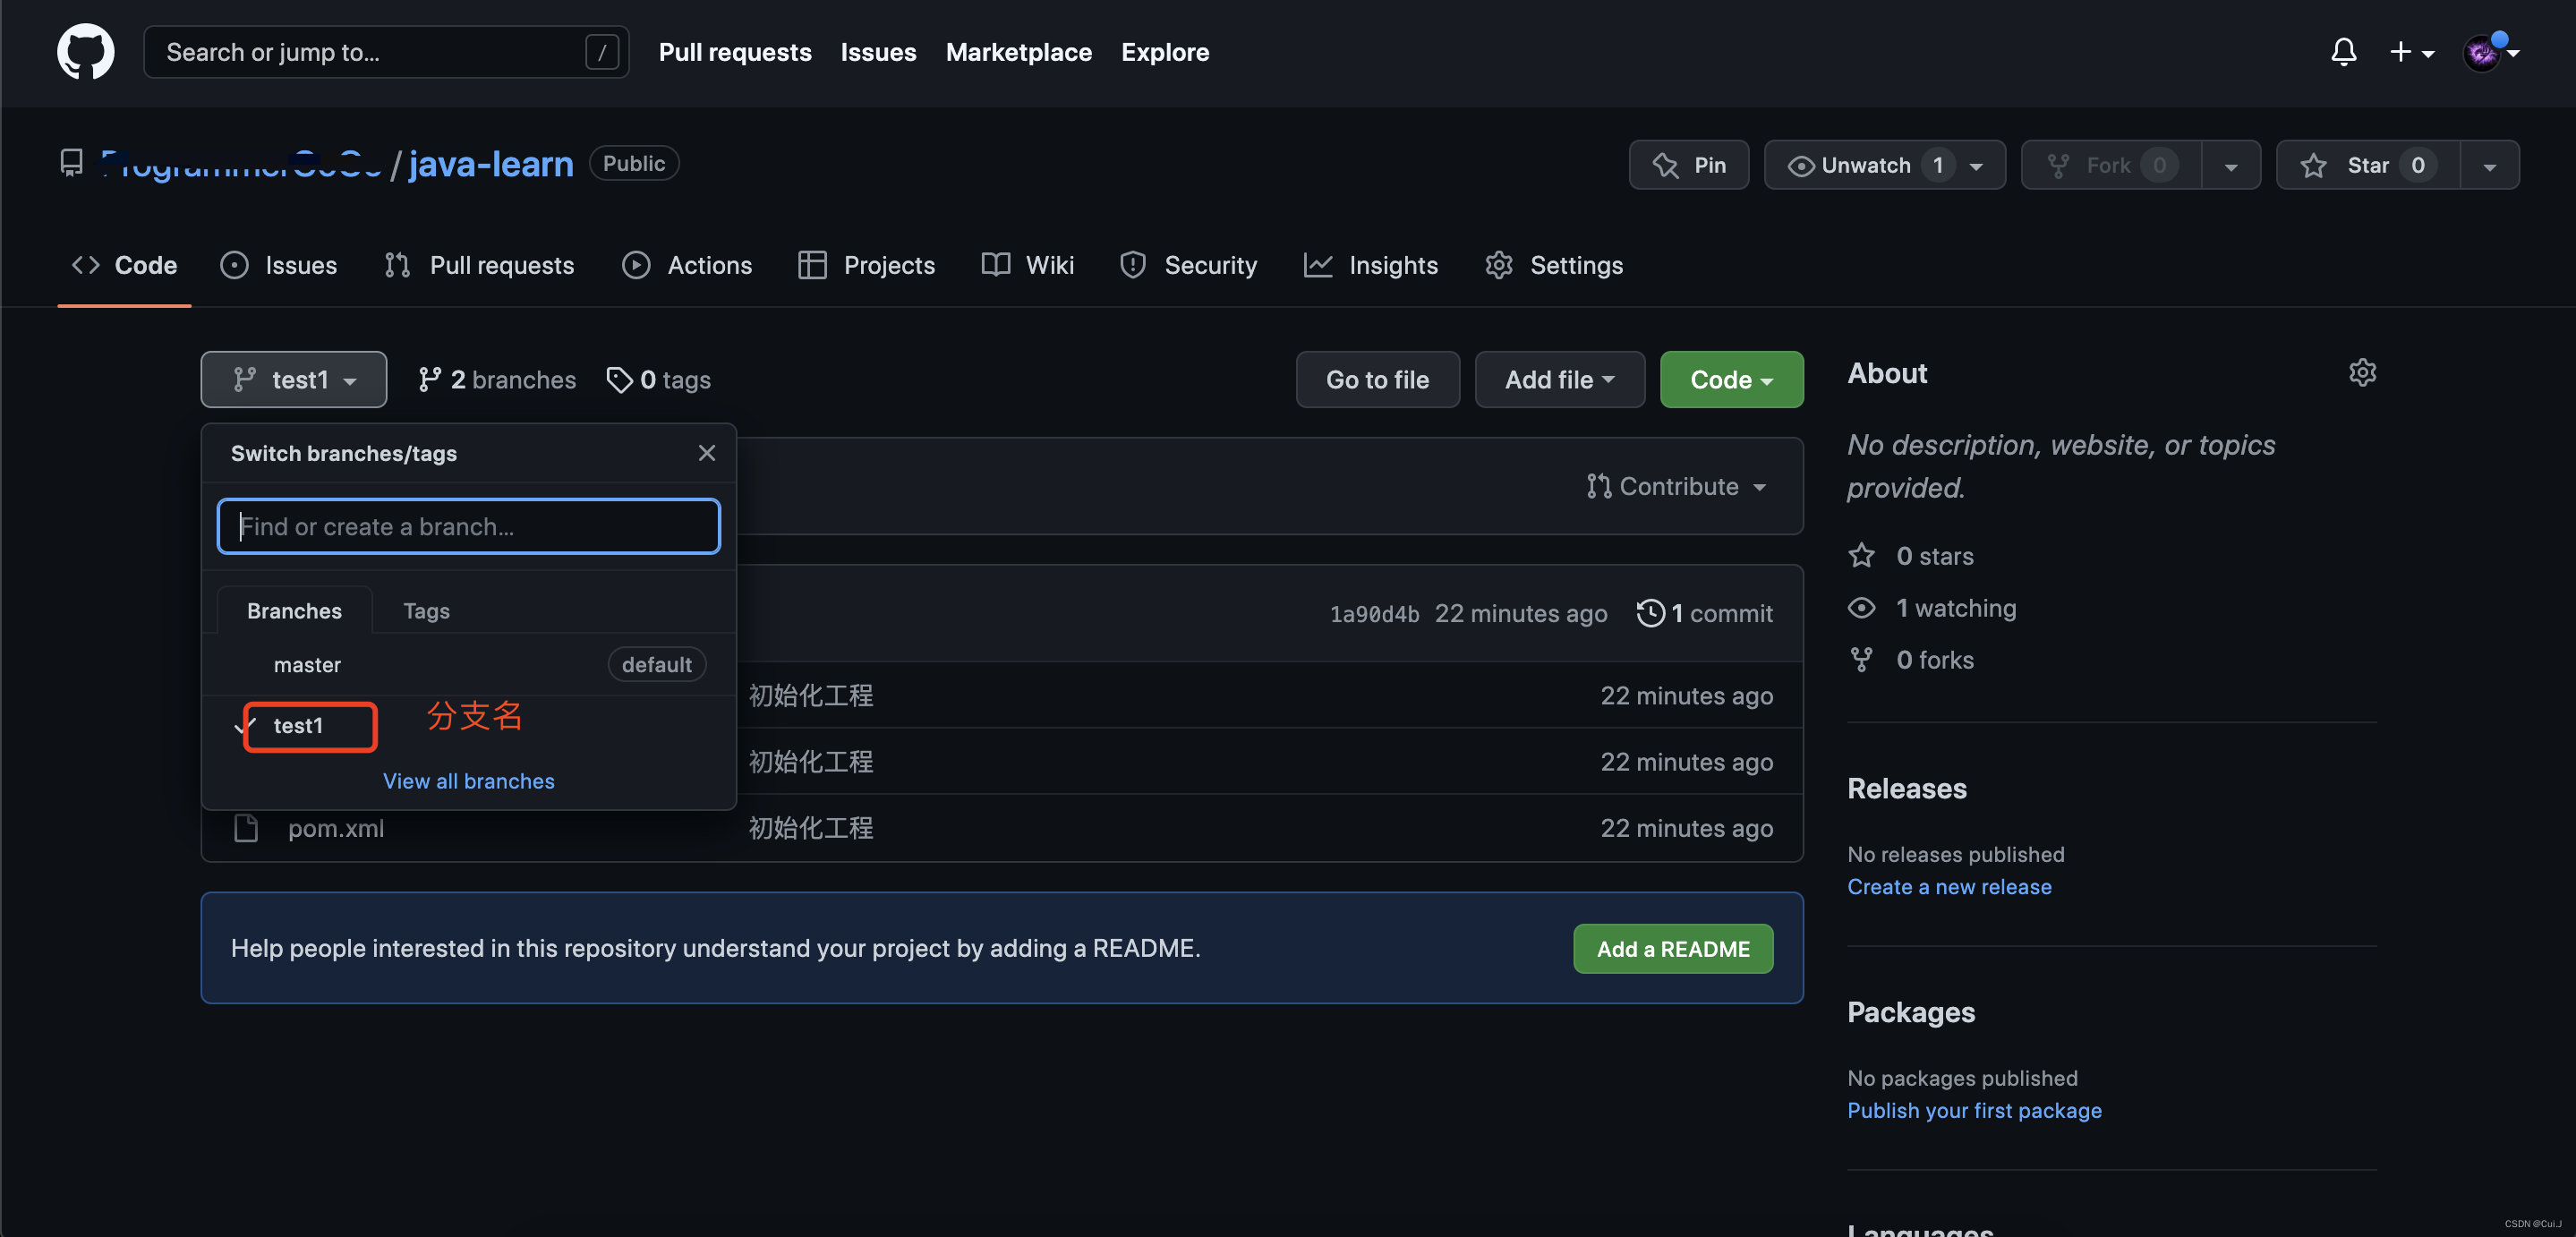 Search or jump to... /
Pull requests Issues Marketplace Explore
/ java-learn Public
Pin Unwatch 1 Fork 0 Star 0
Code Issues Pull requests Actions Projects Wiki Security Insights Settings
test1 2 branches 0 tags Go to file Add file Code
Switch branches/tags
Find or create a branch...
Branches Tags
master default
test1 分支名
View all branches
Contribute
1a90d4b 22 minutes ago 1 commit
初始化工程 22 minutes ago
初始化工程 22 minutes ago
pom.xml 初始化工程 22 minutes ago
Help people interested in this repository understand your project by adding a README. Add a README
About
No description, website, or topics
provided.
0 stars
1 watching
0 forks
Releases
No releases published
Create a new release
Packages
No packages published
Publish your first package
Languages
CSDN @Cui.J